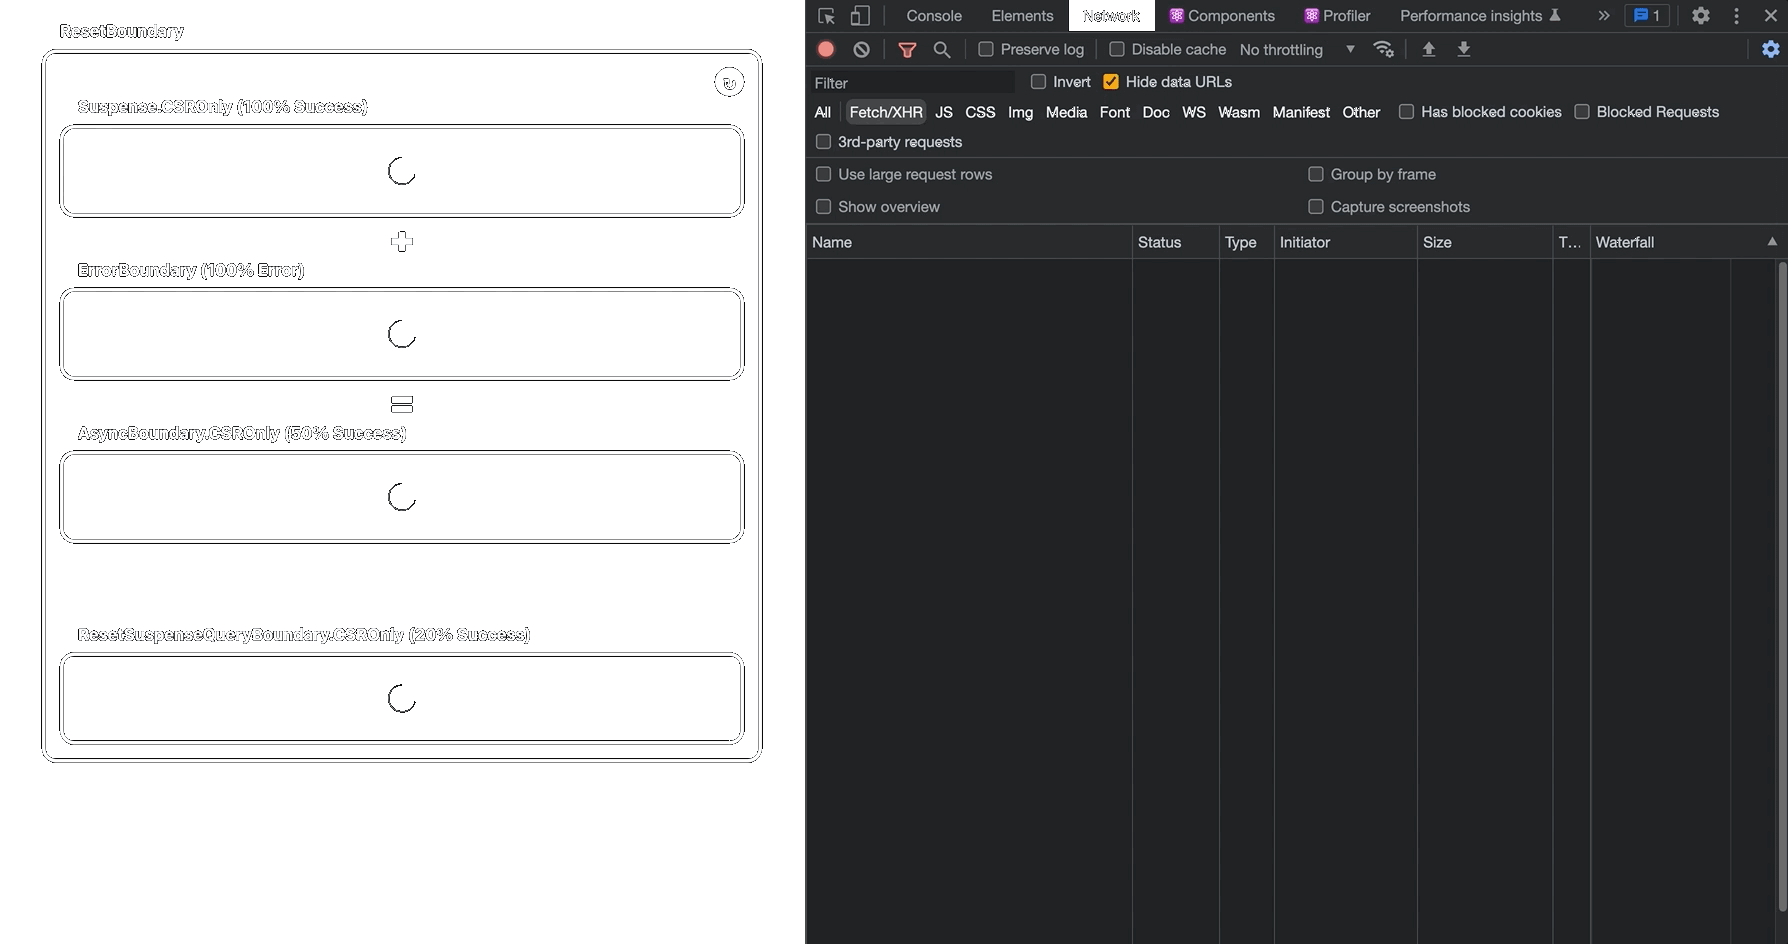 ResetBoundary
Suspense.CSROnly (100% Success)
ErrorBoundary (100% Error)
AsyncBoundary.CSROnly (50% Success)
ResetSuspenseQueryBoundary.CSROnly (20% Success)
Console Elements Network Components Profiler Performance insights » 1
Preserve log Disable cache No throttling
Filter Invert Hide data URLs
All Fetch/XHR JS CSS Img Media Font Doc WS Wasm Manifest Other Has blocked cookies Blocked Requests
3rd-party requests
Use large request rows Group by frame
Show overview Capture screenshots
Name Status Type Initiator Size T... Waterfall